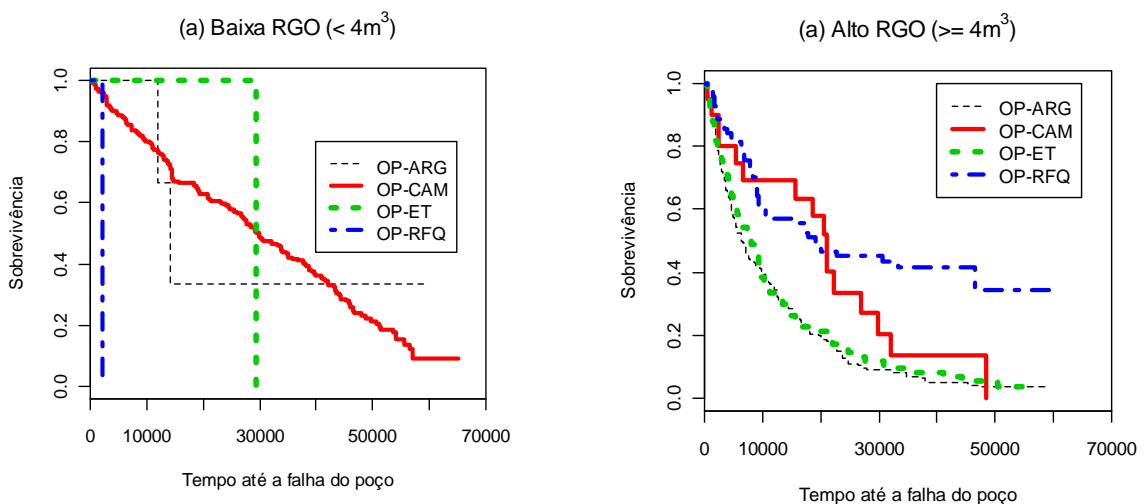 (a) Baixa RGO (< 4m³)
Sobrevivência
1.0
0.8
0.6
0.4
0.2
0.0
OP-ARG
OP-CAM
OP-ET
OP-RFQ
0 10000 30000 50000 70000
Tempo até a falha do poço
(a) Alto RGO (>= 4m³)
Sobrevivência
1.0
0.8
0.6
0.4
0.2
0.0
OP-ARG
OP-CAM
OP-ET
OP-RFQ
0 10000 30000 50000 70000
Tempo até a falha do poço